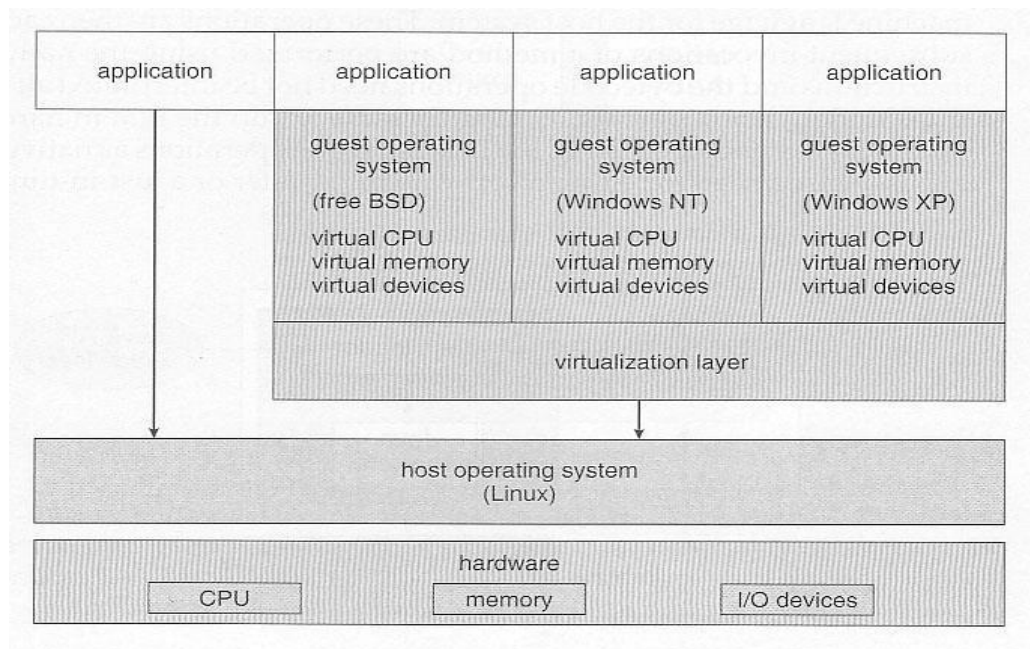 application
application
application
application
guest operating
system
(free BSD)
virtual CPU
virtual memory
virtual devices
guest operating
system
(Windows NT)
virtual CPU
virtual memory
virtual devices
guest operating
system
(Windows XP)
virtual CPU
virtual memory
virtual devices
virtualization layer
host operating system
(Linux)
hardware
CPU
memory
I/O devices